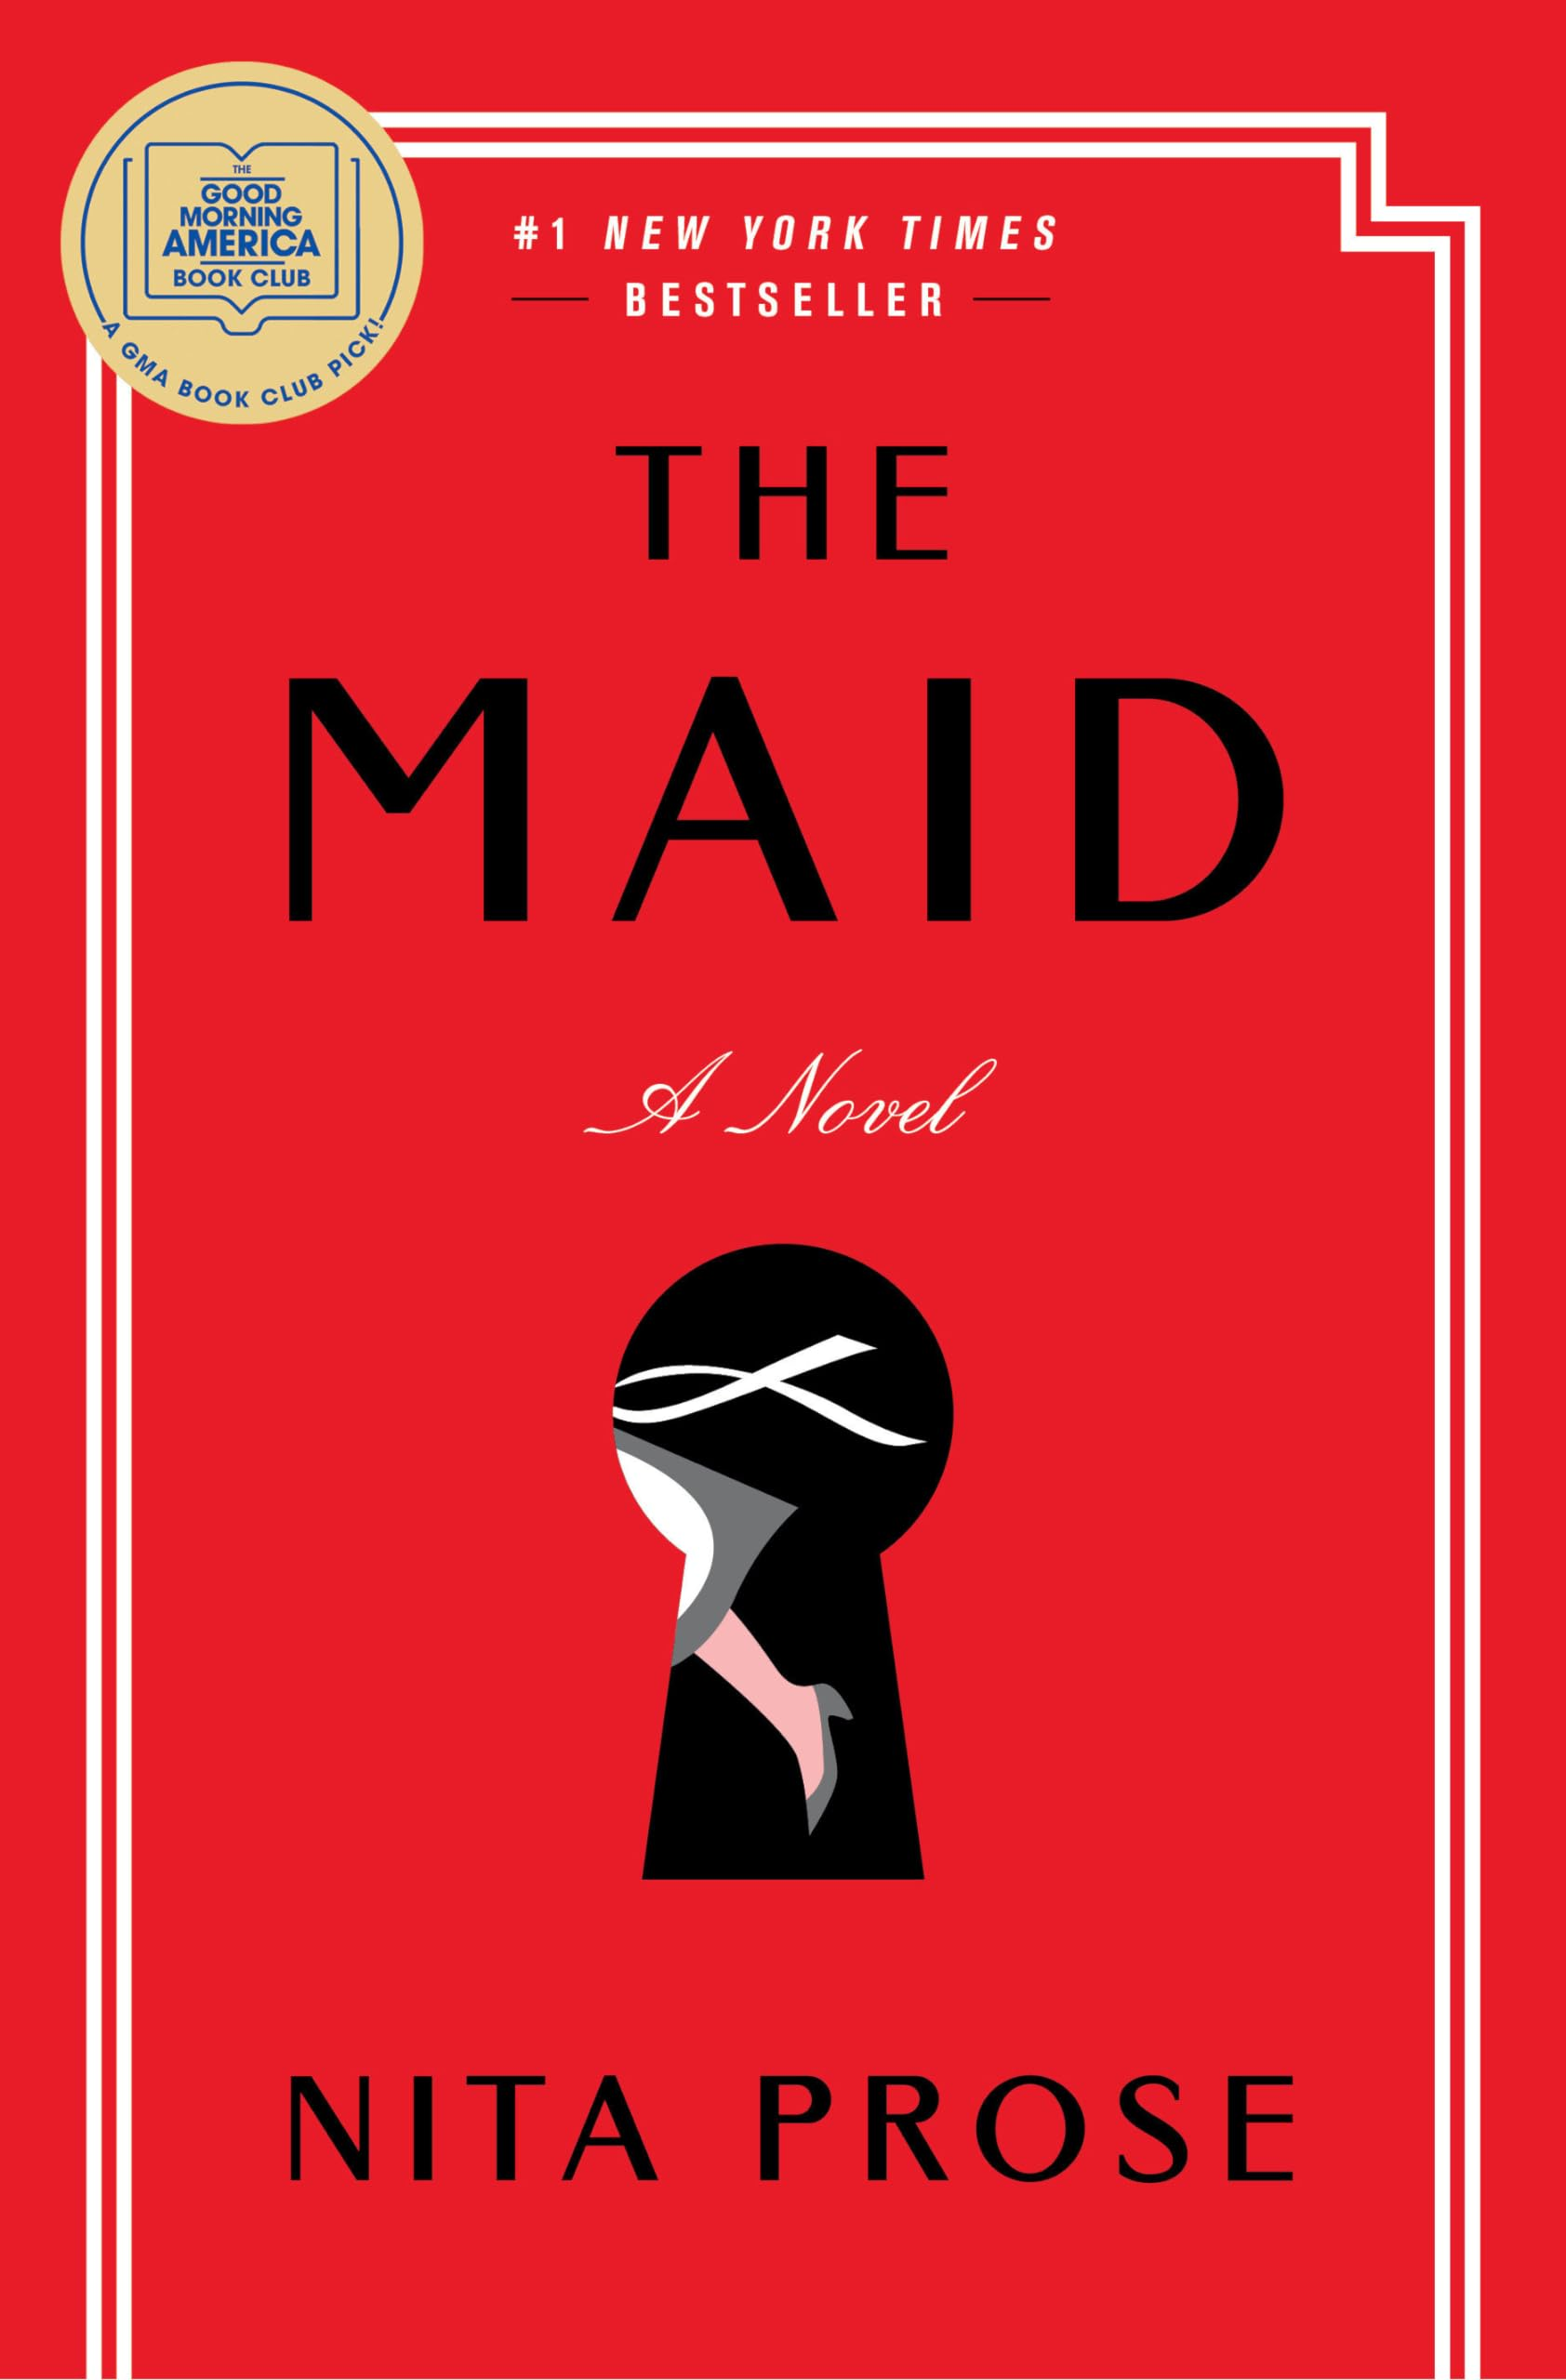 THE
GOOD
MORNING
AMERICA
BOOK CLUB
A GMA BOOK CLUB PICK!
#1 NEW YORK TIMES
BESTSELLER
THE
MAID
A Novel
NITA PROSE